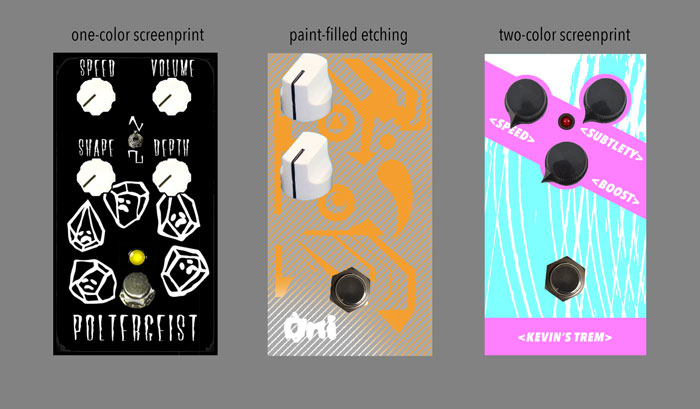 one-color screenprint
paint-filled etching
two-color screenprint
SPEED VOLUME
SHAPE DEPTH
POLTERGEIST
Oni
<SPEED>
<SUBTLETY>
<BOOST>
<KEVIN'S TREM>